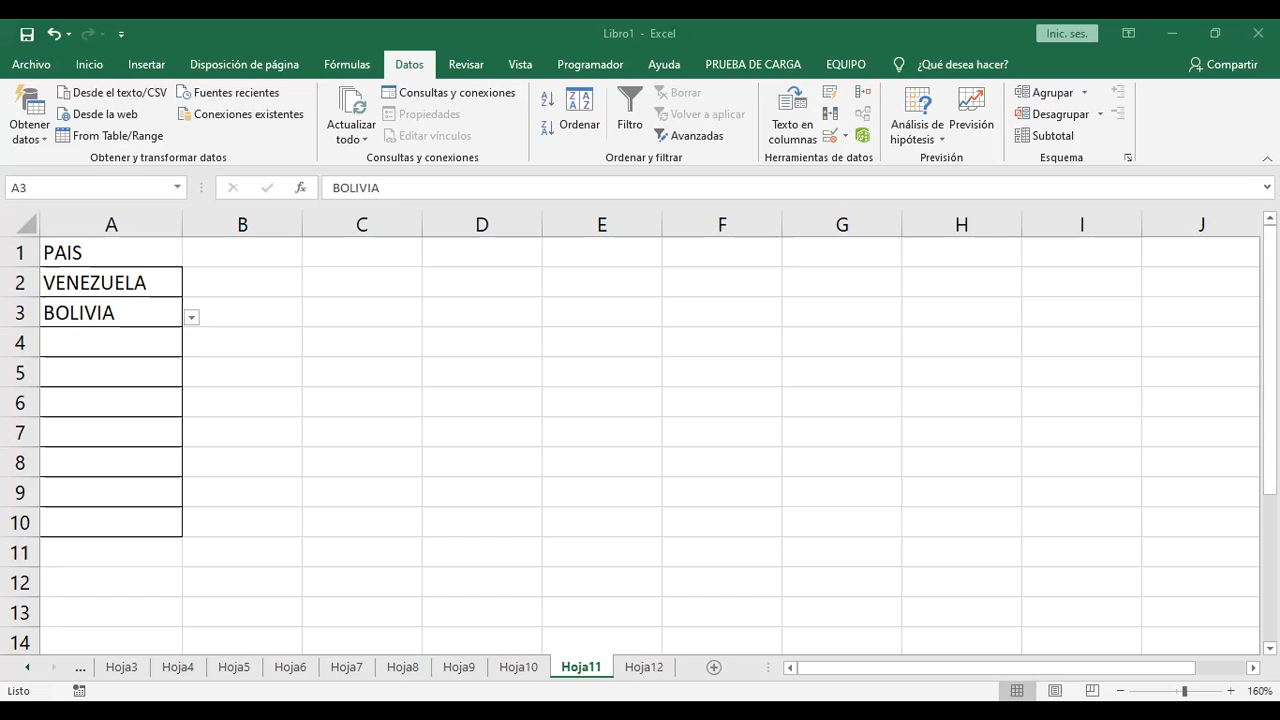 Libro1 - Excel
Inic. ses.
Archivo Inicio Insertar Disposición de página Fórmulas Datos Revisar Vista Programador Ayuda PRUEBA DE CARGA EQUIPO ¿Qué desea hacer? Compartir
Obtener datos
Desde el texto/CSV
Desde la web
From Table/Range
Fuentes recientes
Conexiones existentes
Obtener y transformar datos
Actualizar todo
Consultas y conexiones
Propiedades
Editar vínculos
Consultas y conexiones
Ordenar
Filtro
Borrar
Volver a aplicar
Avanzadas
Ordenar y filtrar
Texto en columnas
Herramientas de datos
Análisis de hipótesis
Previsión
Previsión
Agrupar
Desagrupar
Subtotal
Esquema
A3 fx BOLIVIA
A B C D E F G H I J
1 PAIS
2 VENEZUELA
3 BOLIVIA
4
5
6
7
8
9
10
11
12
13
14
... Hoja3 Hoja4 Hoja5 Hoja6 Hoja7 Hoja8 Hoja9 Hoja10 Hoja11 Hoja12
Listo 160%